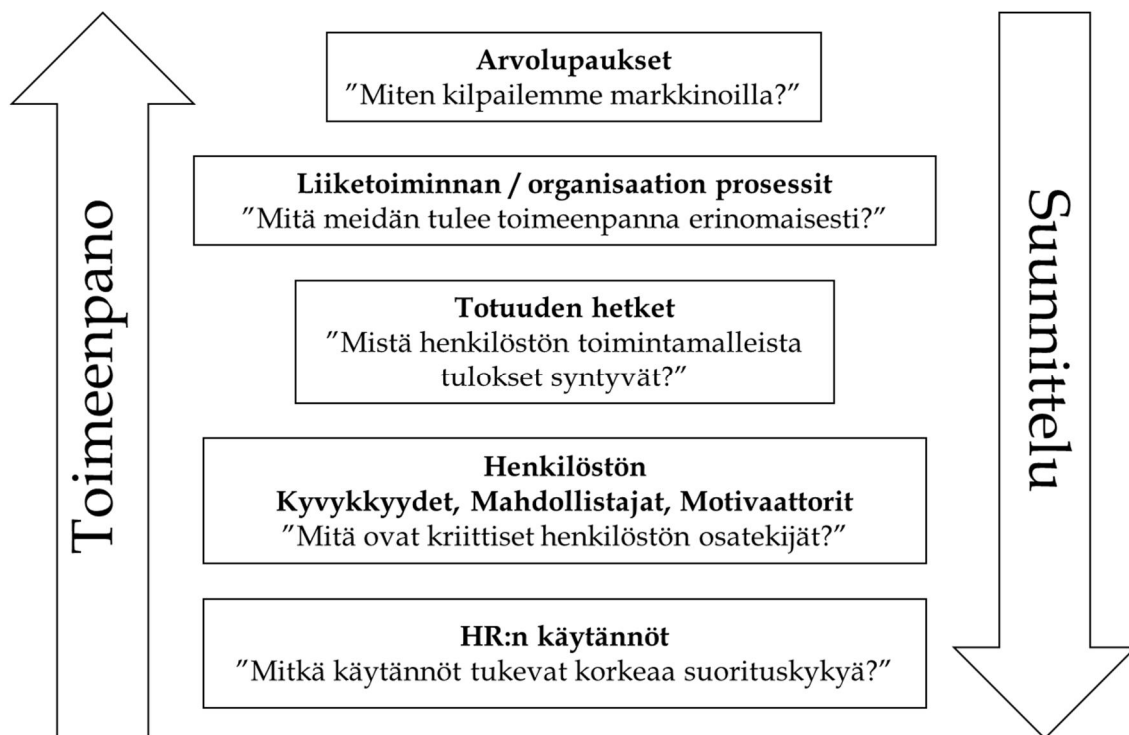 Toimeenpano
Arvolupaukset
”Miten kilpailemme markkinoilla?”
Liiketoiminnan / organisaation prosessit
”Mitä meidän tulee toimeenpanna erinomaisesti?”
Totuuden hetket
”Mistä henkilöstön toimintamalleista
tulokset syntyvät?”
Henkilöstön
Kyvykkyydet, Mahdollistajat, Motivaattorit
”Mitä ovat kriittiset henkilöstön osatekijät?”
HR:n käytännöt
”Mitkä käytännöt tukevat korkeaa suorituskykyä?”
Suunnittelu